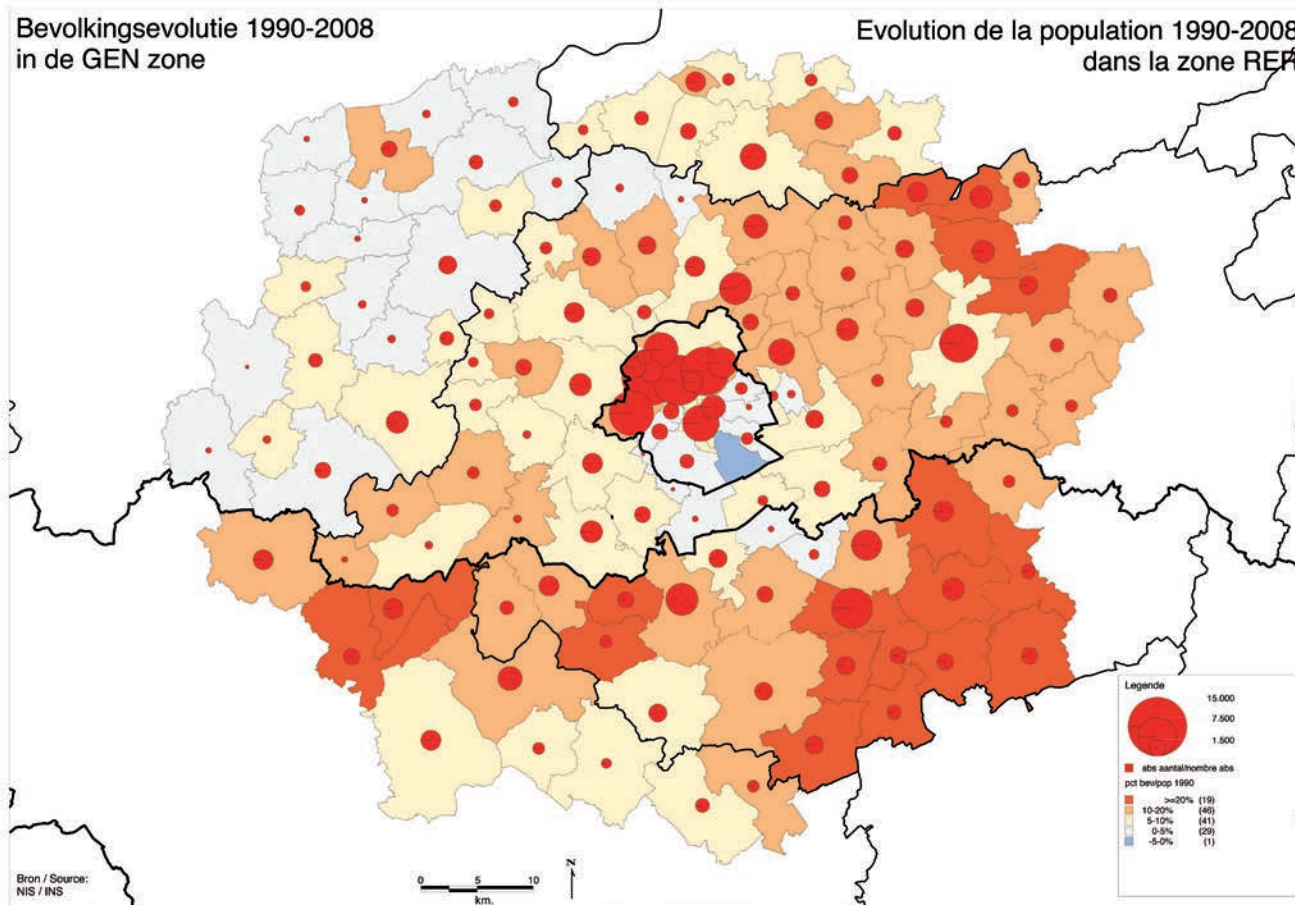 Bevolkingsevolutie 1990-2008
in de GEN zone
Evolution de la population 1990-2008
dans la zone RER
Legende
15.000
7.500
1.500
abs aantal/nombre abs
pct bev/pop 1990
>=20% (19)
10-20% (46)
5-10% (41)
0-5% (29)
-5-0% (1)
Bron / Source:
NIS / INS
0 5 10
km.
N